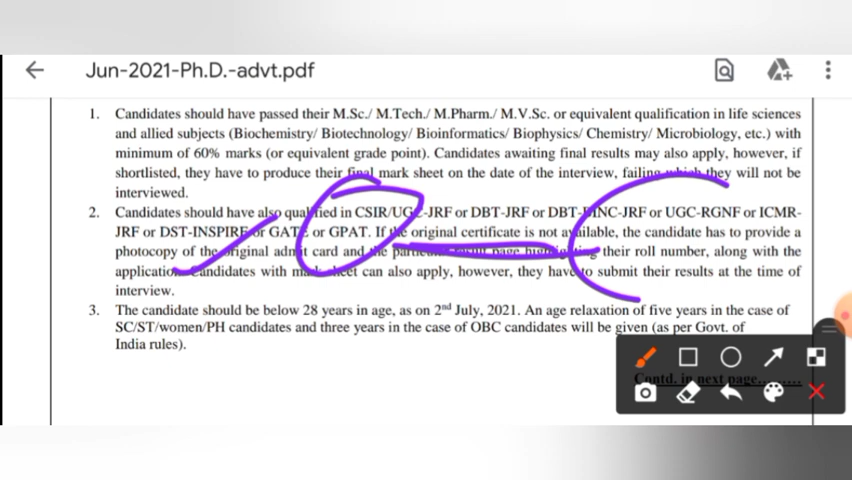 Jun-2021-Ph.D.-advt.pdf
1. Candidates should have passed their M.Sc./ M.Tech./ M.Pharm./ M.V.Sc. or equivalent qualification in life sciences
and allied subjects (Biochemistry/ Biotechnology/ Bioinformatics/ Biophysics/ Chemistry/ Microbiology, etc.) with
minimum of 60% marks (or equivalent grade point). Candidates awaiting final results may also apply, however, if
shortlisted, they have to produce their final mark sheet on the date of the interview, failing which they will not be
interviewed.
2. Candidates should have also qualified in CSIR/UGC-JRF or DBT-JRF or DBT-BINC-JRF or UGC-RGNF or ICMR-
JRF or DST-INSPIRE or GATE or GPAT. If the original certificate is not available, the candidate has to provide a
photocopy of the original admit card and the particular result page highlighting their roll number, along with the
application. Candidates with mark sheet can also apply, however, they have to submit their results at the time of
interview.
3. The candidate should be below 28 years in age, as on 2nd July, 2021. An age relaxation of five years in the case of
SC/ST/women/PH candidates and three years in the case of OBC candidates will be given (as per Govt. of
India rules).
Contd. in next page